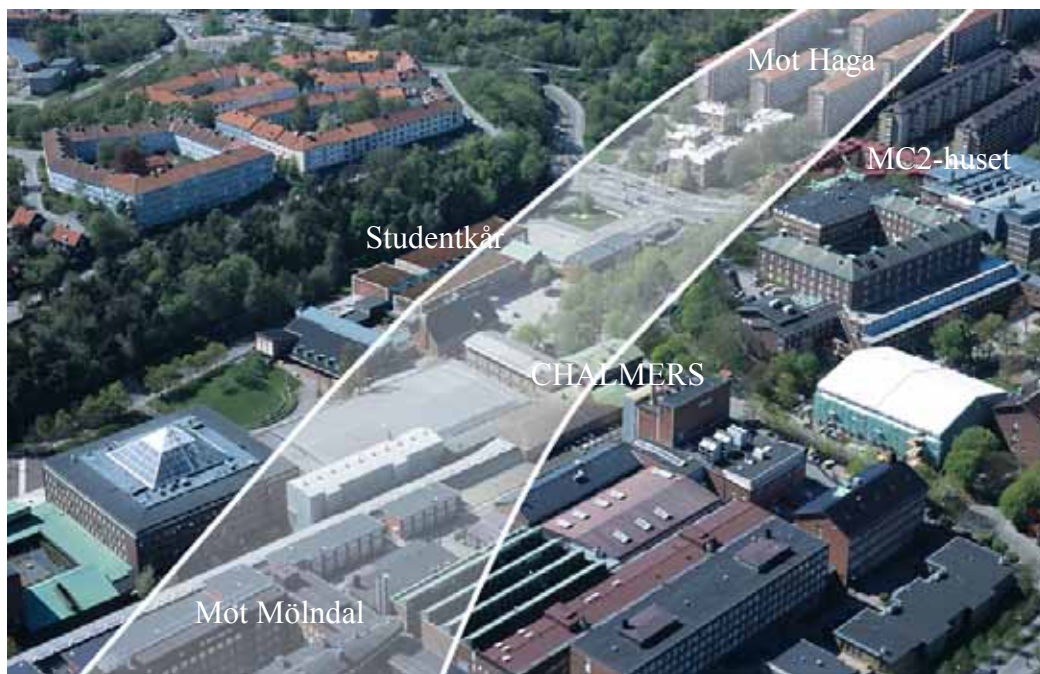 Mot Haga
MC2-huset
Studentkår
CHALMERS
Mot Mölndal